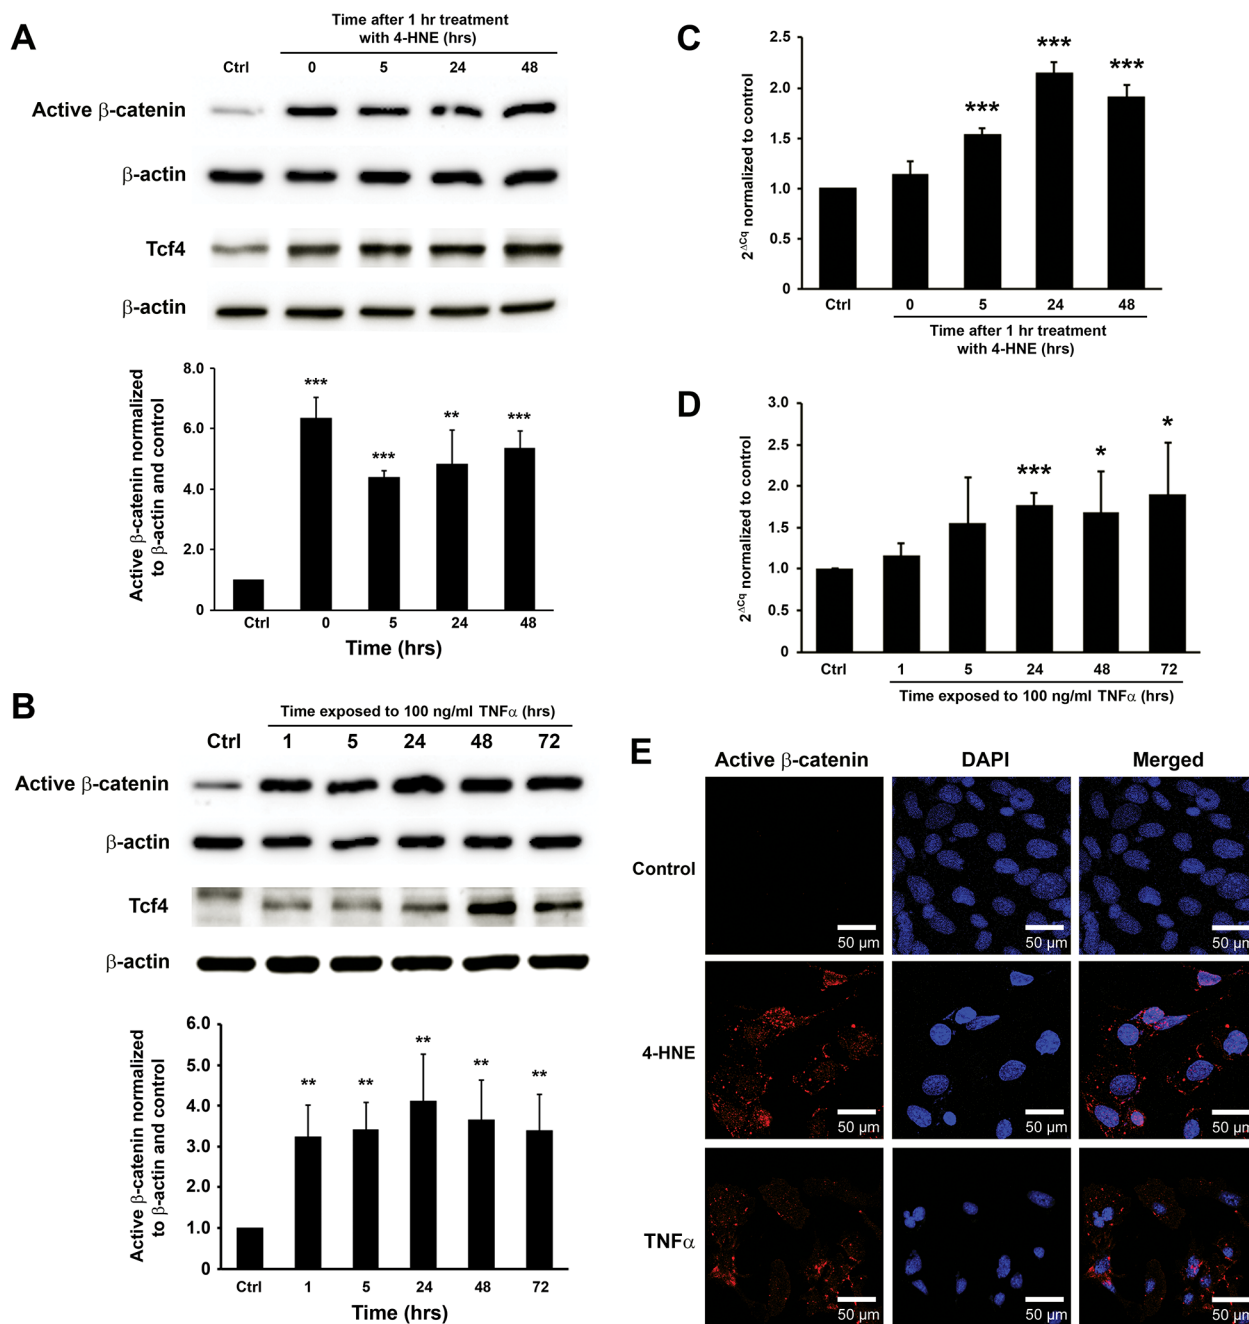 A
Time after 1 hr treatment
with 4-HNE (hrs)
Ctrl 0 5 24 48
Active β-catenin
β-actin
Tcf4
β-actin
Active β-catenin normalized
to β-actin and control
8.0
6.0
4.0
2.0
0
*** *** ** ***
Ctrl 0 5 24 48
Time (hrs)
B
Time exposed to 100 ng/ml TNFα (hrs)
Ctrl 1 5 24 48 72
Active β-catenin
β-actin
Tcf4
β-actin
Active β-catenin normalized
to β-actin and control
6.0
5.0
4.0
3.0
2.0
1.0
0
** ** ** ** **
Ctrl 1 5 24 48 72
Time (hrs)
C
2^ΔCq normalized to control
2.5
2.0
1.5
1.0
0.5
0
*** *** ***
Ctrl 0 5 24 48
Time after 1 hr treatment
with 4-HNE (hrs)
D
2^ΔCq normalized to control
3.0
2.5
2.0
1.5
1.0
0.5
0
*** * *
Ctrl 1 5 24 48 72
Time exposed to 100 ng/ml TNFα (hrs)
E
Active β-catenin DAPI Merged
Control
50 µm 50 µm 50 µm
4-HNE
50 µm 50 µm 50 µm
TNFα
50 µm 50 µm 50 µm